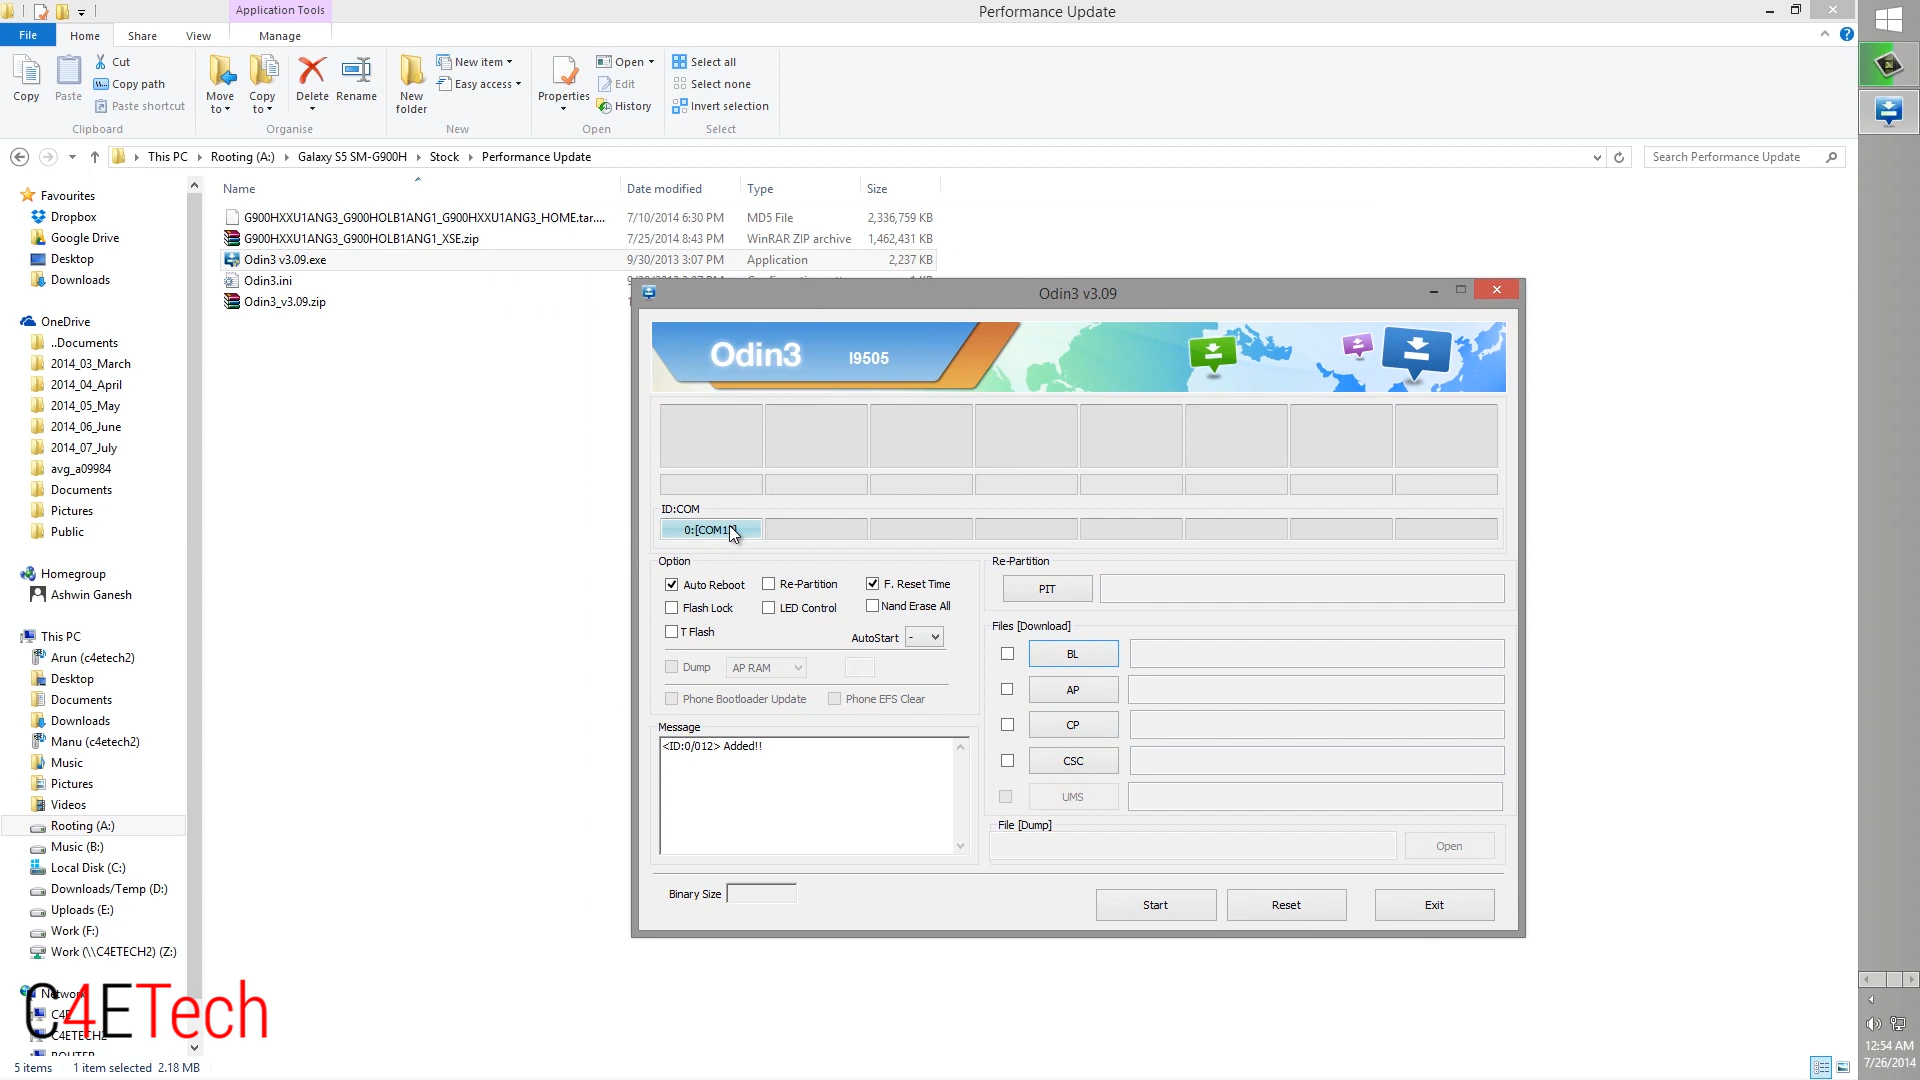 Application Tools
Performance Update
File
Home
Share
View
Manage
Copy
Paste
Cut
Copy path
Paste shortcut
Clipboard
Move to
Copy to
Delete
Rename
Organise
New folder
New item
Easy access
New
Properties
Open
Edit
History
Open
Select all
Select none
Invert selection
Select
This PC
Rooting (A:)
Galaxy S5 SM-G900H
Stock
Performance Update
Search Performance Update
Name
Date modified
Type
Size
G900HXXU1ANG3_G900HOLB1ANG1_G900HXXU1ANG3_HOME.tar....
7/10/2014 6:30 PM
MD5 File
2,336,759 KB
G900HXXU1ANG3_G900HOLB1ANG1_XSE.zip
7/25/2014 8:43 PM
WinRAR ZIP archive
1,462,431 KB
Odin3 v3.09.exe
9/30/2013 3:07 PM
Application
2,237 KB
Odin3.ini
Odin3_v3.09.zip
Favourites
Dropbox
Google Drive
Desktop
Downloads
OneDrive
..Documents
2014_03_March
2014_04_April
2014_05_May
2014_06_June
2014_07_July
avg_a09984
Documents
Pictures
Public
Homegroup
Ashwin Ganesh
This PC
Arun (c4etech2)
Desktop
Documents
Downloads
Manu (c4etech2)
Music
Pictures
Videos
Rooting (A:)
Music (B:)
Local Disk (C:)
Downloads/Temp (D:)
Uploads (E:)
Work (F:)
Work (\\C4ETECH2) (Z:)
Network
C4E
C4ETECH2
ROUTER
C4ETech
5 items
1 item selected 2.18 MB
Odin3 v3.09
Odin3
I9505
ID:COM
0:[COM1
Option
Auto Reboot
Re-Partition
F. Reset Time
Flash Lock
LED Control
Nand Erase All
T Flash
AutoStart
-
Dump
AP RAM
Phone Bootloader Update
Phone EFS Clear
Message
<ID:0/012> Added!!
Re-Partition
PIT
Files [Download]
BL
AP
CP
CSC
UMS
File [Dump]
Open
Binary Size
Start
Reset
Exit
12:54 AM
7/26/2014